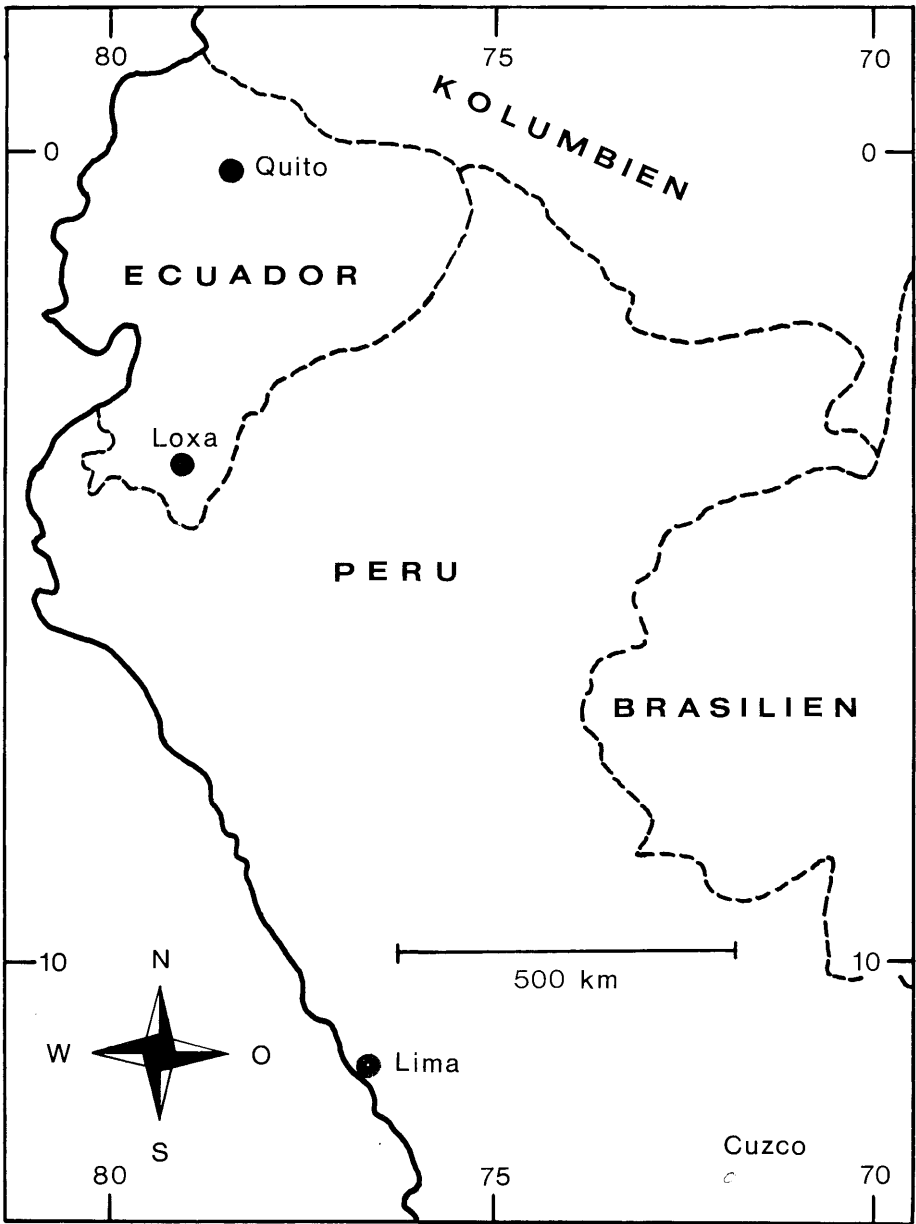 80 75 70
KOLUMBIEN
0 0
Quito
ECUADOR
Loxa
PERU
BRASILIEN
10 10
500 km
N
W O
S
Lima
Cuzco
80 75 70